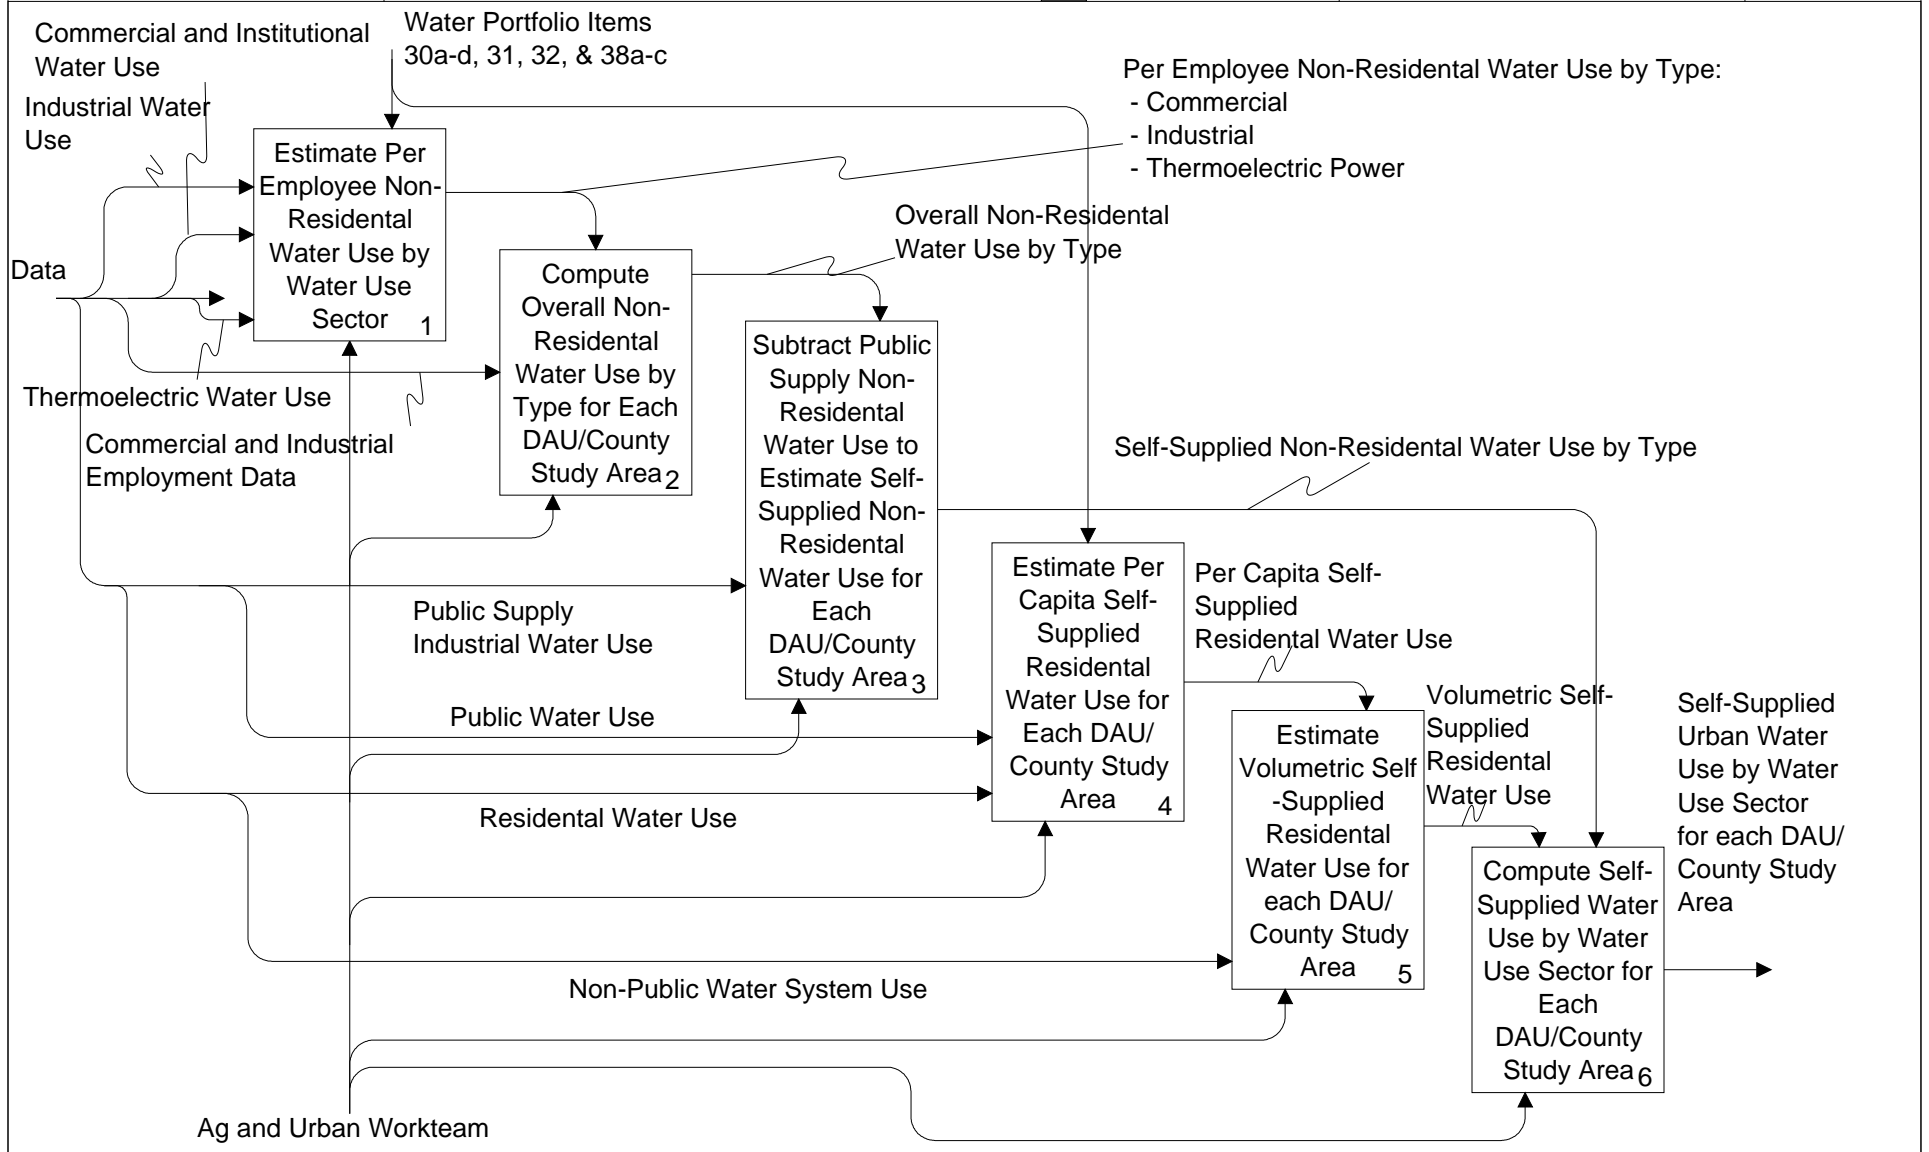 Commercial and Institutional
Water Use
Industrial Water
Use
Water Portfolio Items
30a-d, 31, 32, & 38a-c
Per Employee Non-Residental Water Use by Type:
- Commercial
- Industrial
- Thermoelectric Power
Estimate Per
Employee Non-
Residental
Water Use by
Water Use
Sector
1
Data
Overall Non-Residental
Water Use by Type
Compute
Overall Non-
Residental
Water Use by
Type for Each
DAU/County
Study Area
2
Thermoelectric Water Use
Commercial and Industrial
Employment Data
Subtract Public
Supply Non-
Residental
Water Use to
Estimate Self-
Supplied Non-
Residental
Water Use for
Each
DAU/County
Study Area
3
Self-Supplied Non-Residental Water Use by Type
Public Supply
Industrial Water Use
Estimate Per
Capita Self-
Supplied
Residental
Water Use for
Each DAU/
County Study
Area
4
Per Capita Self-
Supplied
Residental Water Use
Public Water Use
Residental Water Use
Estimate
Volumetric Self
-Supplied
Residental
Water Use for
each DAU/
County Study
Area
5
Volumetric Self-
Supplied
Residental
Water Use
Self-Supplied
Urban Water
Use by Water
Use Sector
for each DAU/
County Study
Area
Compute Self-
Supplied Water
Use by Water
Use Sector for
Each
DAU/County
Study Area
6
Non-Public Water System Use
Ag and Urban Workteam